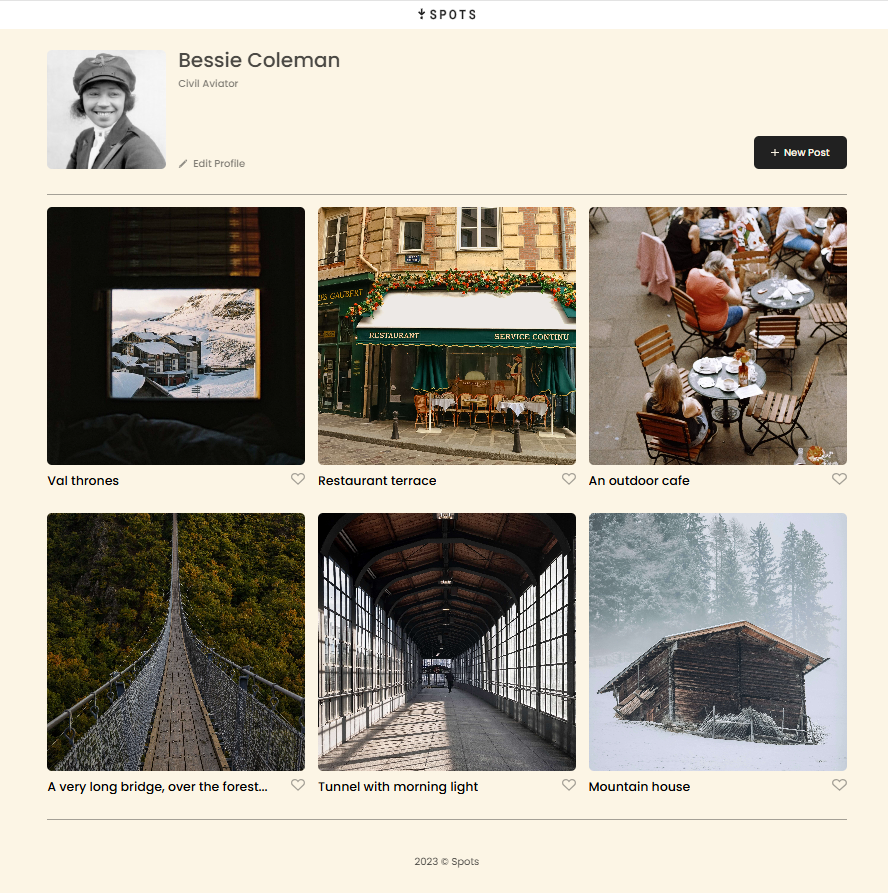 SPOTS
Bessie Coleman
Civil Aviator
Edit Profile
+ New Post
RESTAURANT
SERVICE CONTINU
Val thrones
Restaurant terrace
An outdoor cafe
A very long bridge, over the forest...
Tunnel with morning light
Mountain house
2023 © Spots